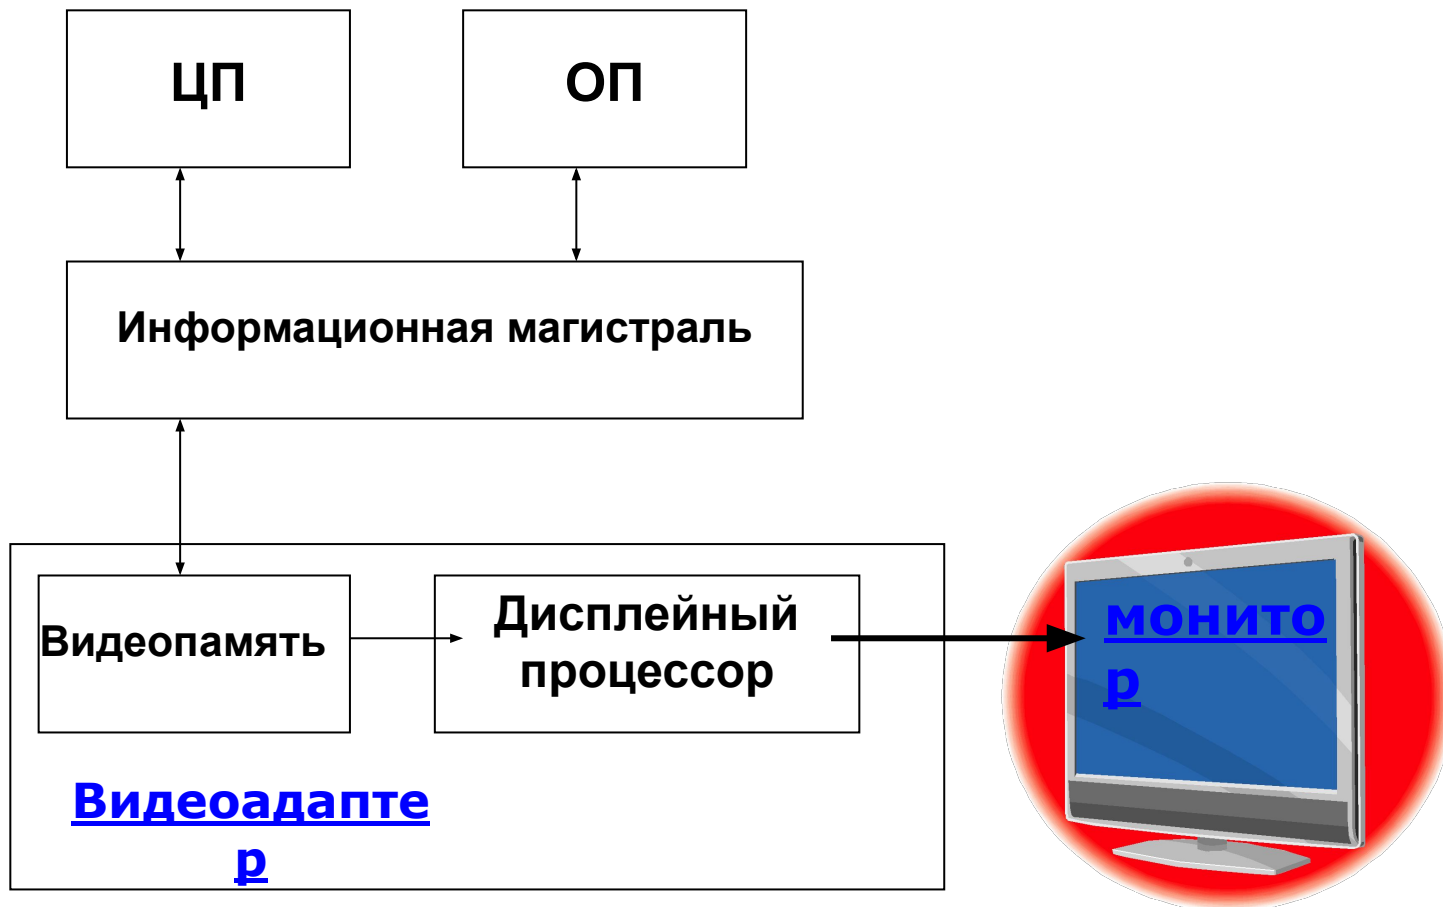 ЦП
ОП
Информационная магистраль
Видеопамять
Дисплейный
процессор
монито
р
Видеоадапте
р